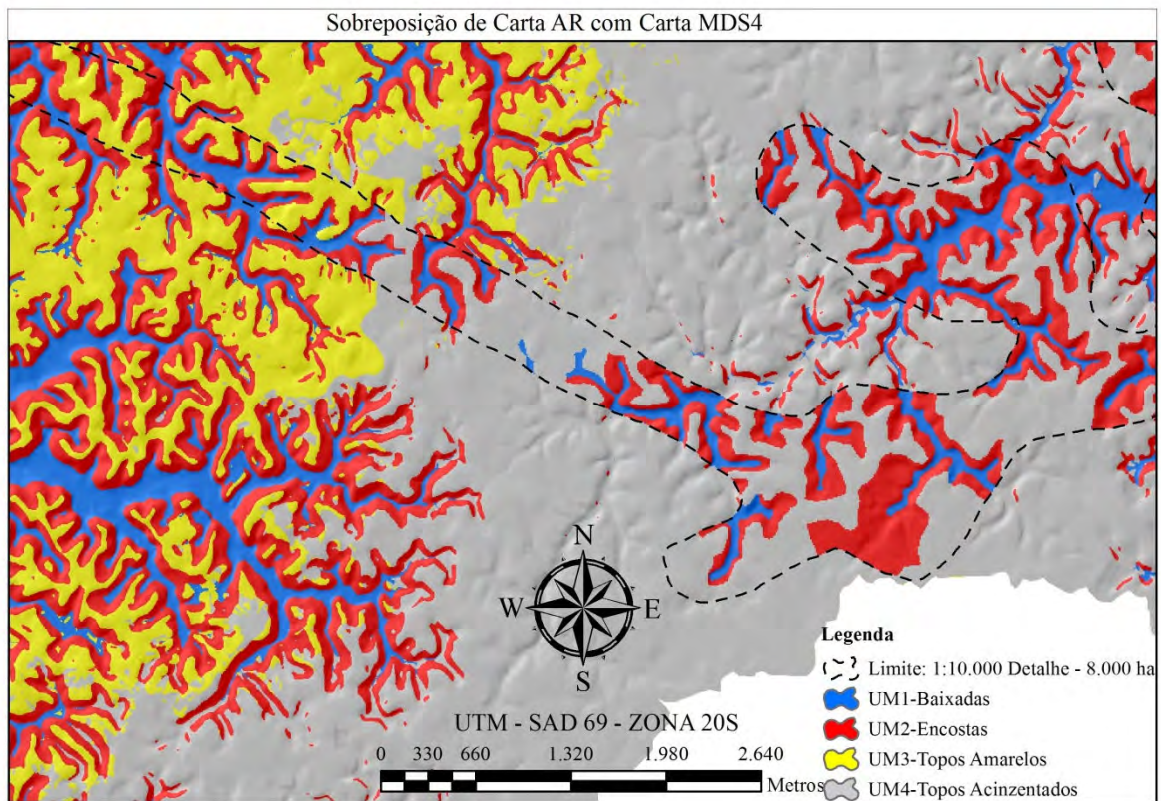 Sobreposição de Carta AR com Carta MDS4
N
W E
S
UTM - SAD 69 - ZONA 20S
0 330 660 1.320 1.980 2.640
Metros
Legenda
Limite: 1:10.000 Detalhe - 8.000 ha
UM1-Baixadas
UM2-Encostas
UM3-Topos Amarelos
UM4-Topos Acinzentados